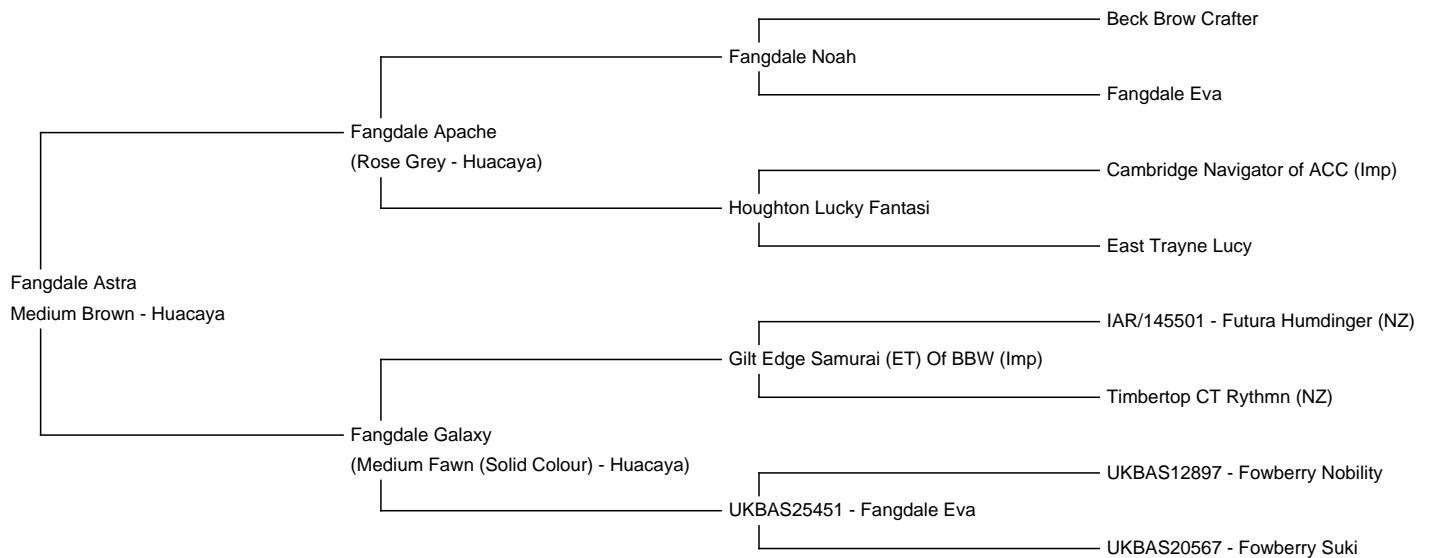 Beck Brow Crafter
Fangdale Noah
Fangdale Eva
Fangdale Apache
(Rose Grey - Huacaya)
Cambridge Navigator of ACC (Imp)
Houghton Lucky Fantasi
East Trayne Lucy
Fangdale Astra
Medium Brown - Huacaya
IAR/145501 - Futura Humdinger (NZ)
Gilt Edge Samurai (ET) Of BBW (Imp)
Timbertop CT Rythmn (NZ)
Fangdale Galaxy
(Medium Fawn (Solid Colour) - Huacaya)
UKBAS12897 - Fowberry Nobility
UKBAS25451 - Fangdale Eva
UKBAS20567 - Fowberry Suki